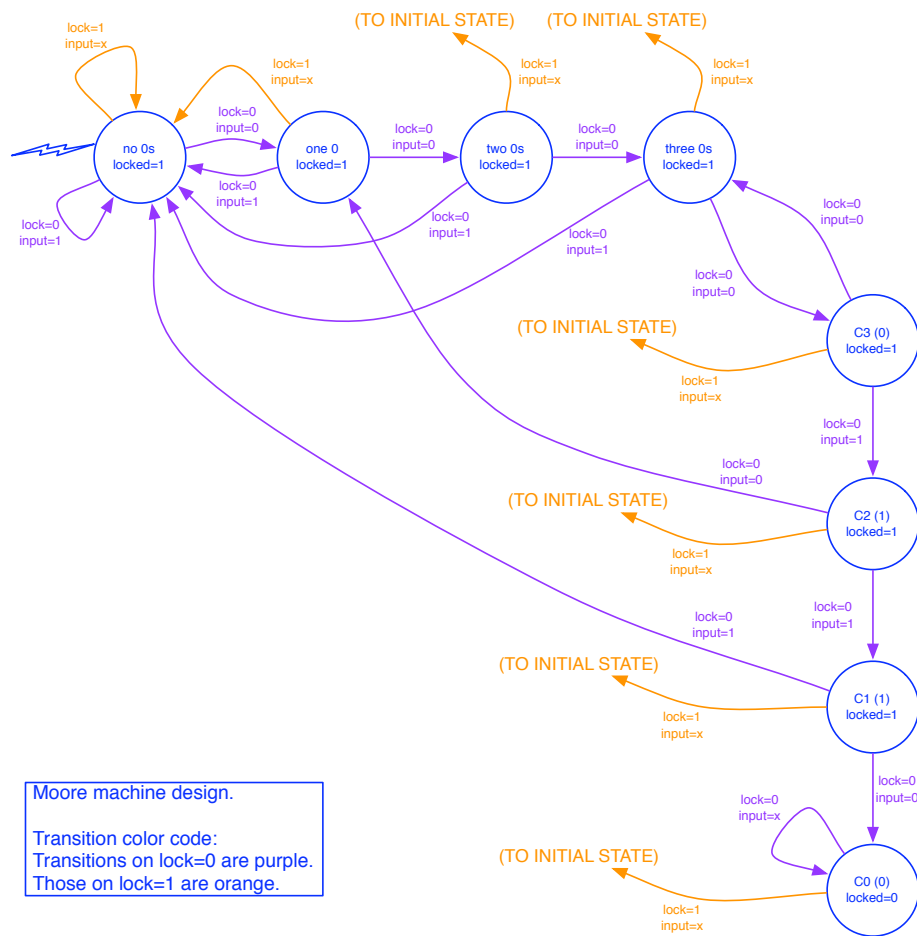 (TO INITIAL STATE)
(TO INITIAL STATE)
lock=1
input=x
lock=1
input=x
lock=1
input=x
lock=1
input=x
lock=0
input=0
lock=0
input=0
lock=0
input=0
no 0s
locked=1
one 0
locked=1
two 0s
locked=1
three 0s
locked=1
lock=0
input=1
lock=0
input=1
lock=0
input=1
lock=0
input=1
lock=0
input=0
lock=0
input=0
(TO INITIAL STATE)
C3 (0)
locked=1
lock=1
input=x
lock=0
input=1
lock=0
input=0
(TO INITIAL STATE)
C2 (1)
locked=1
lock=1
input=x
lock=0
input=1
lock=0
input=1
(TO INITIAL STATE)
C1 (1)
locked=1
lock=1
input=x
lock=0
input=0
lock=0
input=x
Moore machine design.
Transition color code:
Transitions on lock=0 are purple.
Those on lock=1 are orange.
(TO INITIAL STATE)
C0 (0)
locked=0
lock=1
input=x